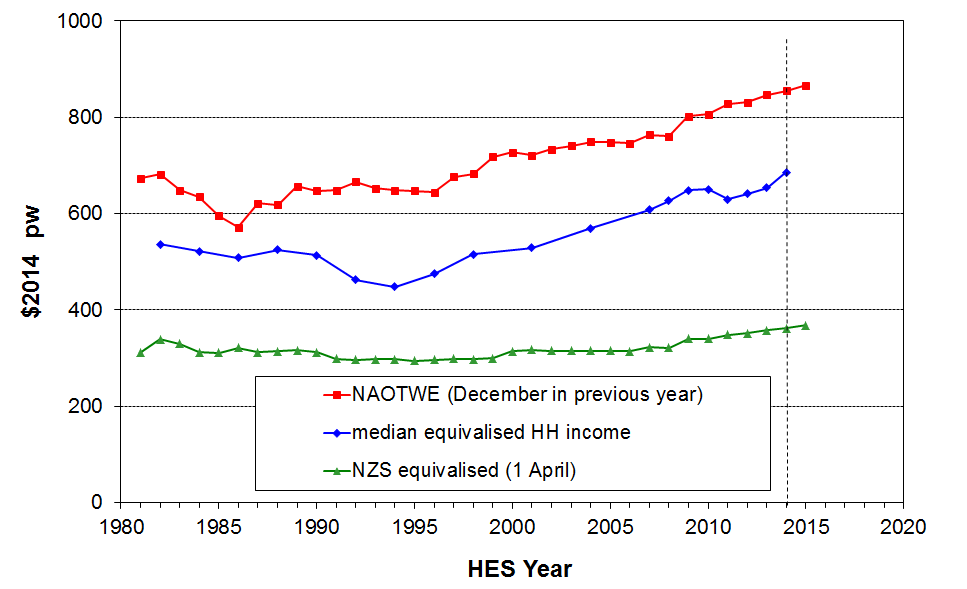 1000
800
600
400
200
0
$2014 pw
NAOTWE (December in previous year)
median equivalised HH income
NZS equivalised (1 April)
1980 1985 1990 1995 2000 2005 2010 2015 2020
HES Year